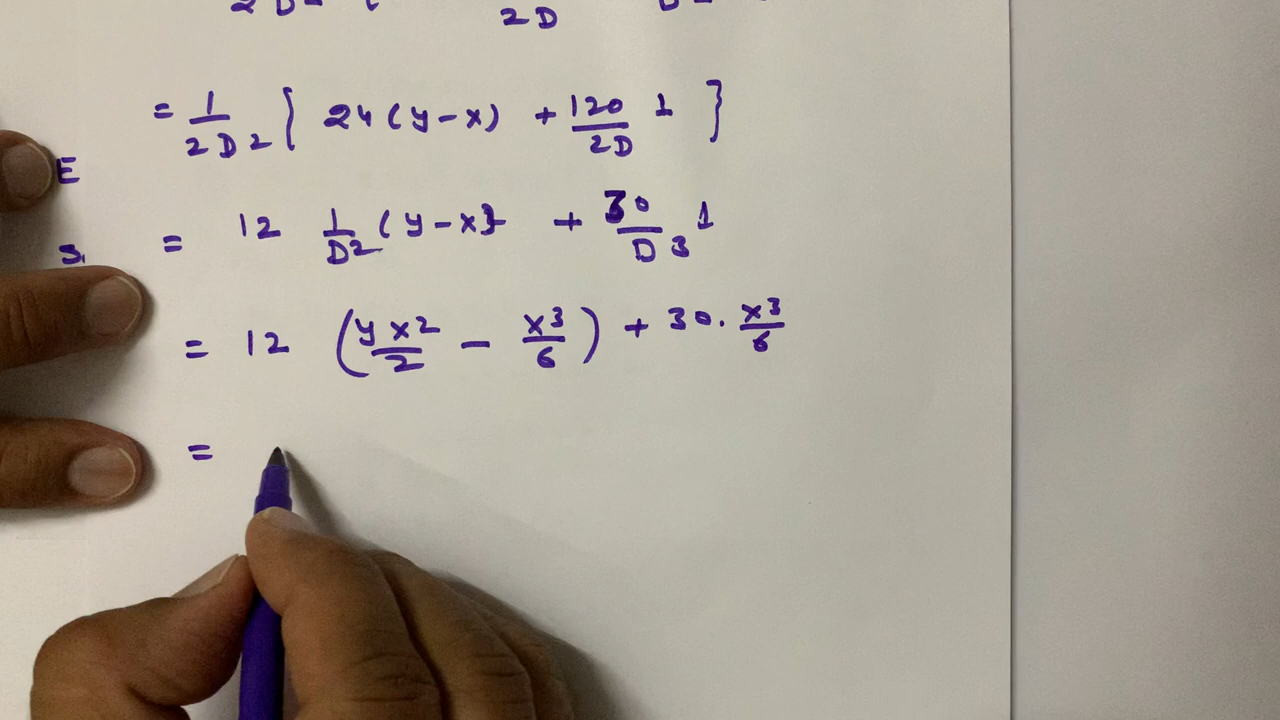 2D
= 1/2D2 { 24(y-x) + 120/2D 1 }
E
= 12 1/D2 (y-x} + 30/D3 1
S
= 12 (yx2/2 - x3/6) + 30. x3/6
=